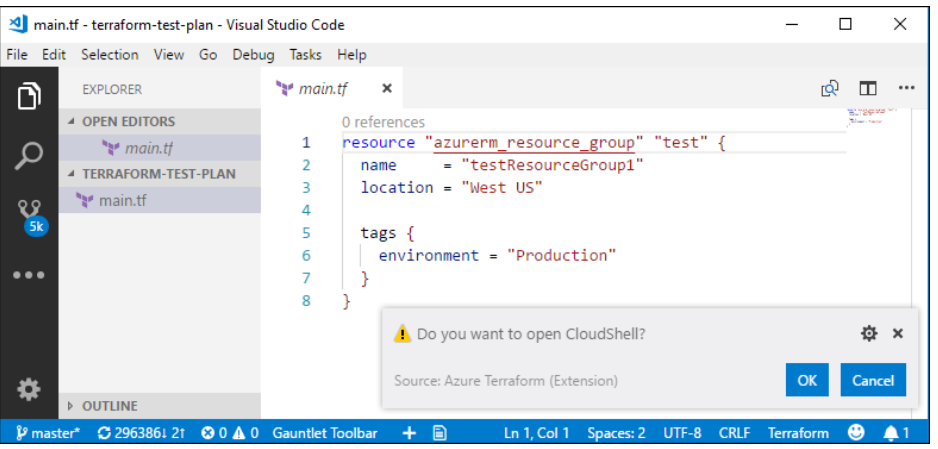 main.tf - terraform-test-plan - Visual Studio Code
File Edit Selection View Go Debug Tasks Help
EXPLORER
OPEN EDITORS
main.tf
TERRAFORM-TEST-PLAN
main.tf
5k
OUTLINE
main.tf
0 references
1 resource "azurerm_resource_group" "test" {
2 name = "testResourceGroup1"
3 location = "West US"
4
5 tags {
6 environment = "Production"
7 }
8 }
Do you want to open CloudShell?
Source: Azure Terraform (Extension)
OK Cancel
master* 296386↓ 2↑ 0 0 Gauntlet Toolbar Ln 1, Col 1 Spaces: 2 UTF-8 CRLF Terraform 1